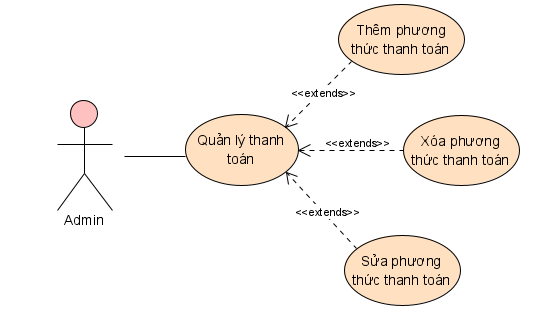 Thêm phương
thức thanh toán
<<extends>>
Quản lý thanh
toán
<<extends>>
Xóa phương
thức thanh toán
Admin
<<extends>>
Sửa phương
thức thanh toán